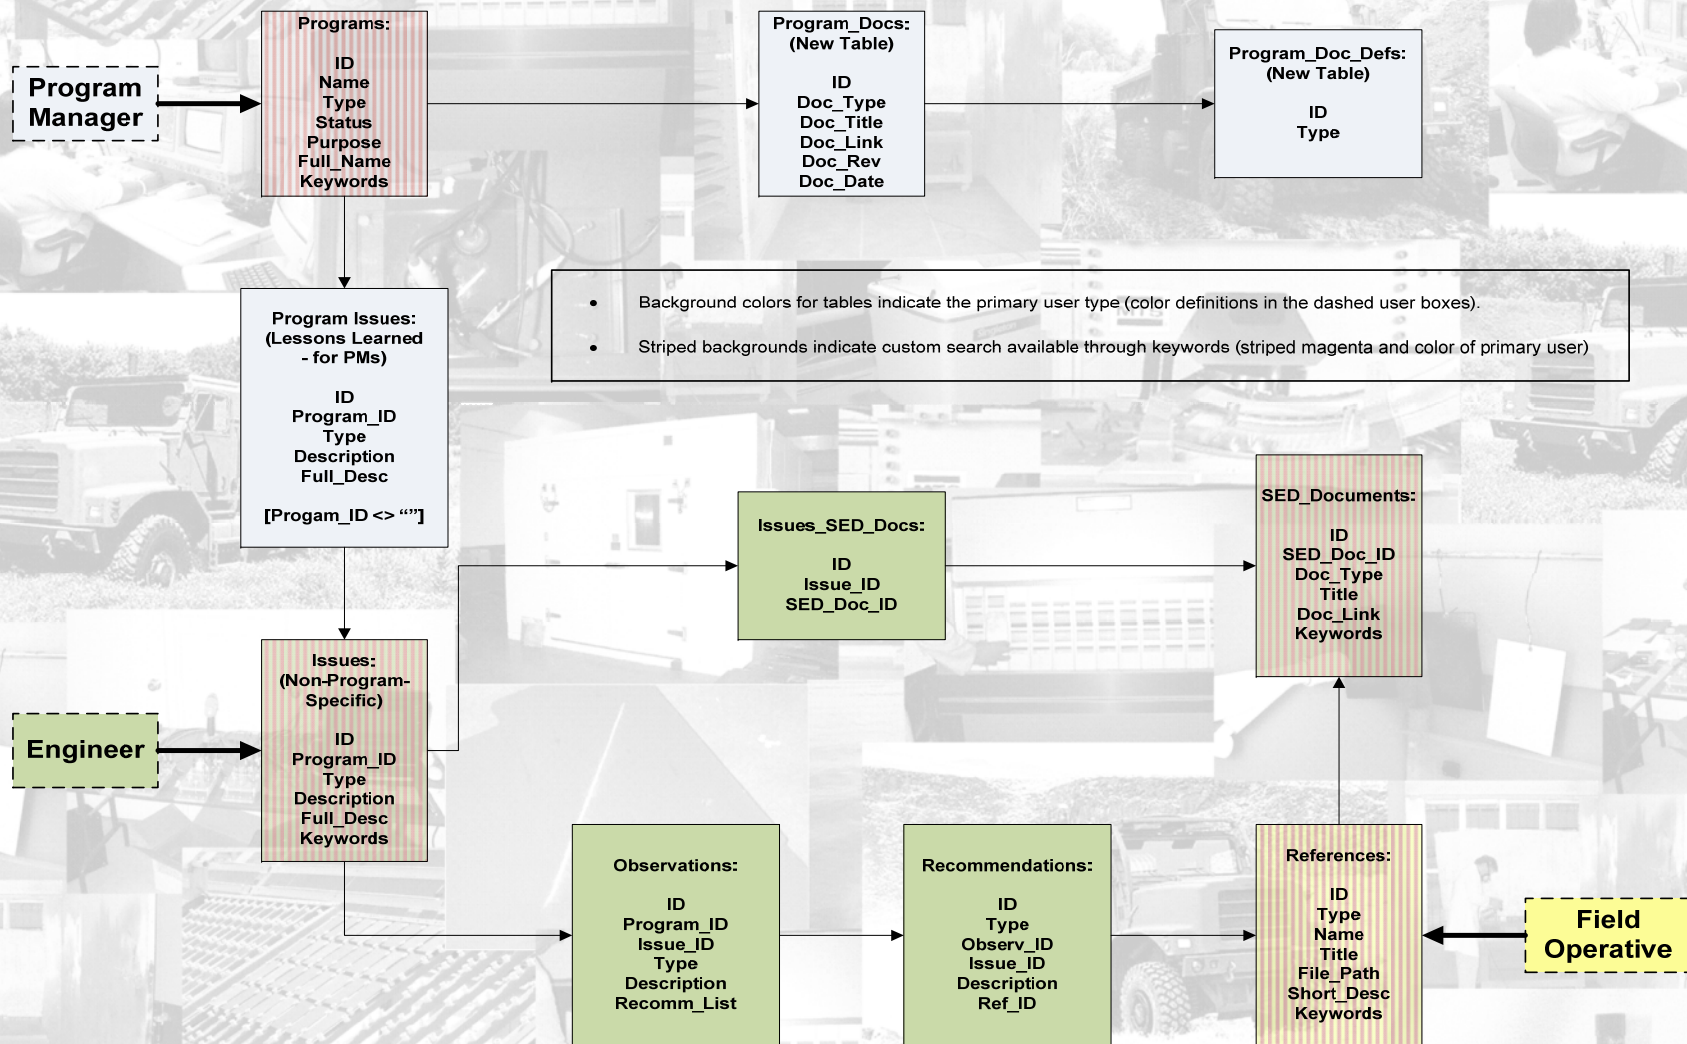 Program
Manager
Programs:
ID
Name
Type
Status
Purpose
Full_Name
Keywords
Program_Docs:
(New Table)
ID
Doc_Type
Doc_Title
Doc_Link
Doc_Rev
Doc_Date
Program_Doc_Defs:
(New Table)
ID
Type
Program Issues:
(Lessons Learned
- for PMs)
ID
Program_ID
Type
Description
Full_Desc
[Progam_ID <> “”]
• Background colors for tables indicate the primary user type (color definitions in the dashed user boxes).
• Striped backgrounds indicate custom search available through keywords (striped magenta and color of primary user)
MTS
Issues_SED_Docs:
ID
Issue_ID
SED_Doc_ID
SED_Documents:
ID
SED_Doc_ID
Doc_Type
Title
Doc_Link
Keywords
Engineer
Issues:
(Non-Program-
Specific)
ID
Program_ID
Type
Description
Full_Desc
Keywords
Observations:
ID
Program_ID
Issue_ID
Type
Description
Recomm_List
Recommendations:
ID
Type
Observ_ID
Issue_ID
Description
Ref_ID
References:
ID
Type
Name
Title
File_Path
Short_Desc
Keywords
Field
Operative